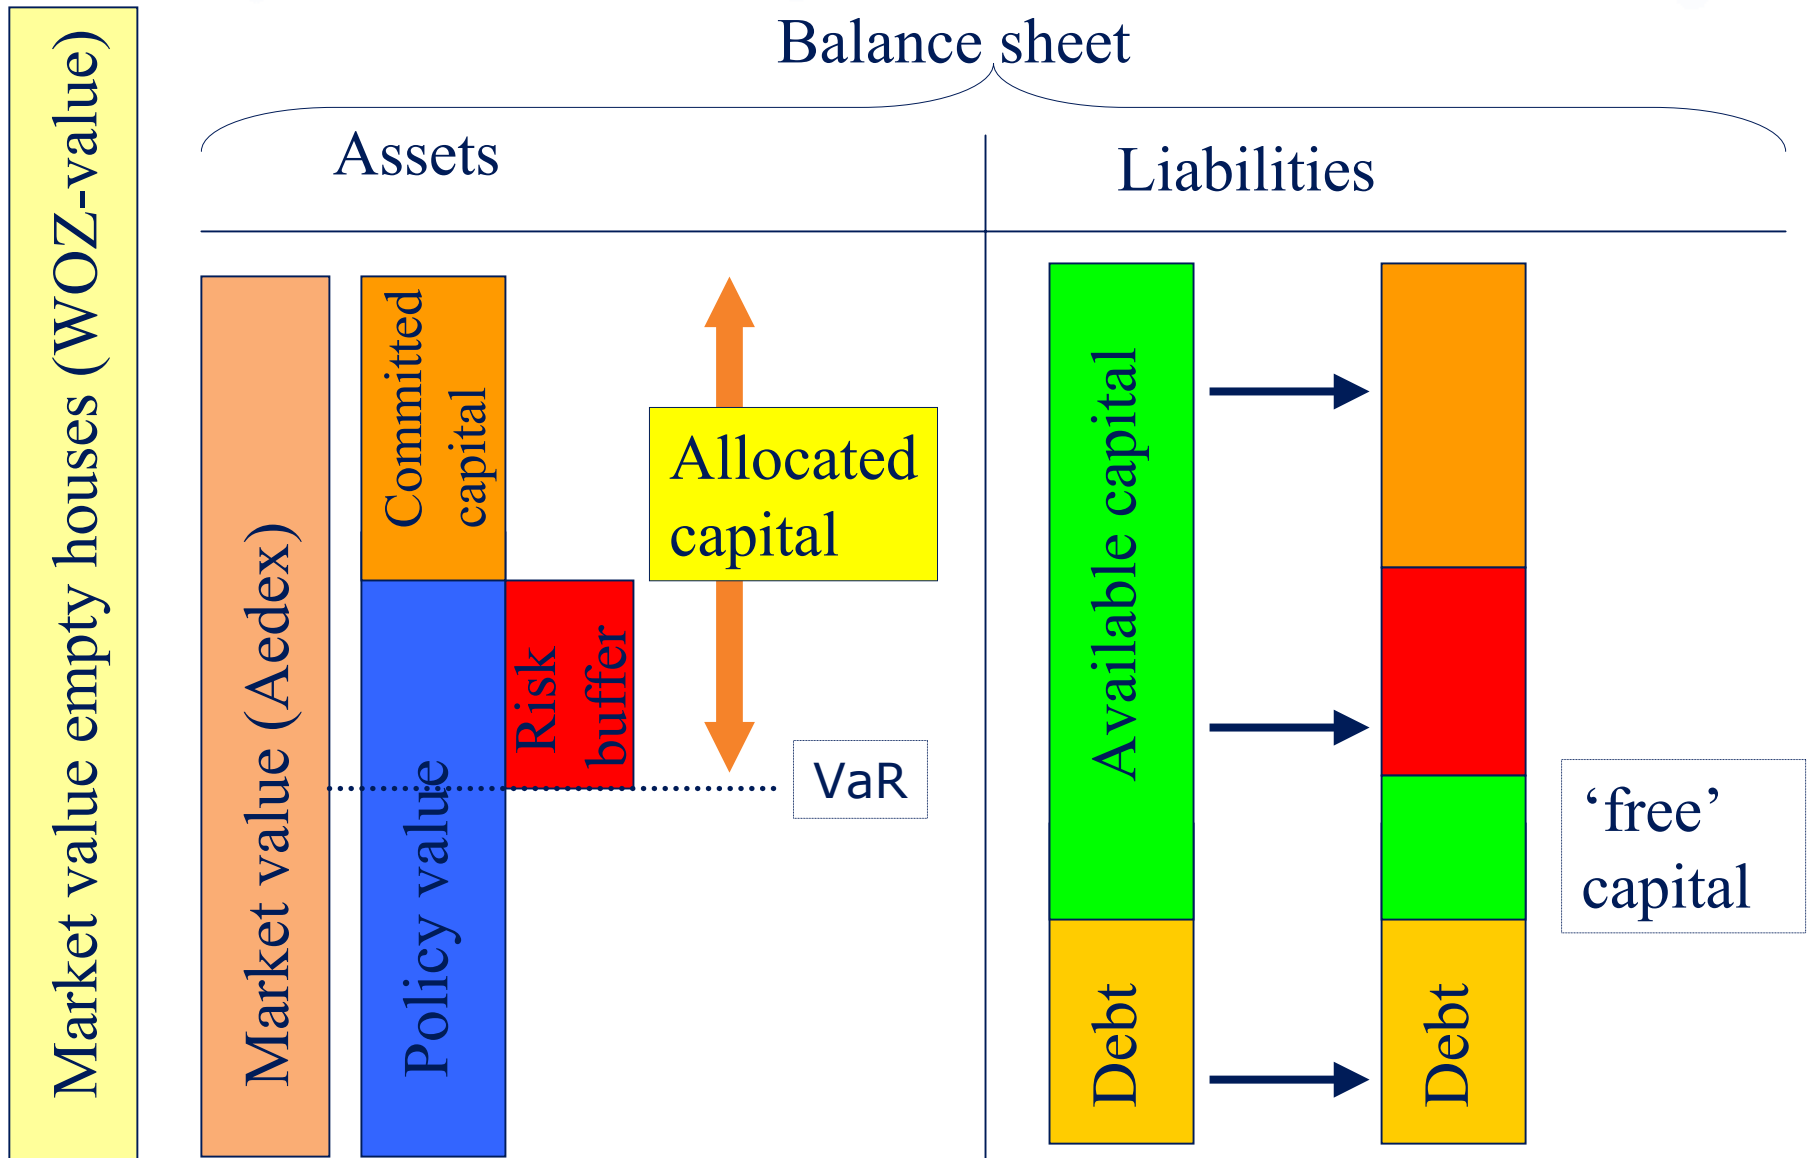 Balance sheet
Assets
Liabilities
Market value empty houses (WOZ-value)
Market value (Aedex)
Committed
capital
Policy value
Risk
buffer
Allocated
capital
VaR
Available capital
Debt
Debt
‘free’
capital